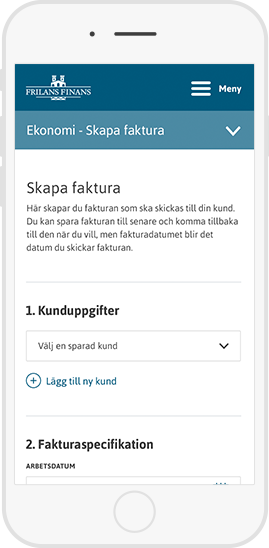 FRILANS FINANS
Meny
Ekonomi - Skapa faktura
Skapa faktura
Här skapar du fakturan som ska skickas till din kund.
Du kan spara fakturan till senare och komma tillbaka
till den när du vill, men fakturadatumet blir det
datum du skickar fakturan.
1. Kunduppgifter
Välj en sparad kund
Lägg till ny kund
2. Fakturaspecifikation
ARBETSDATUM